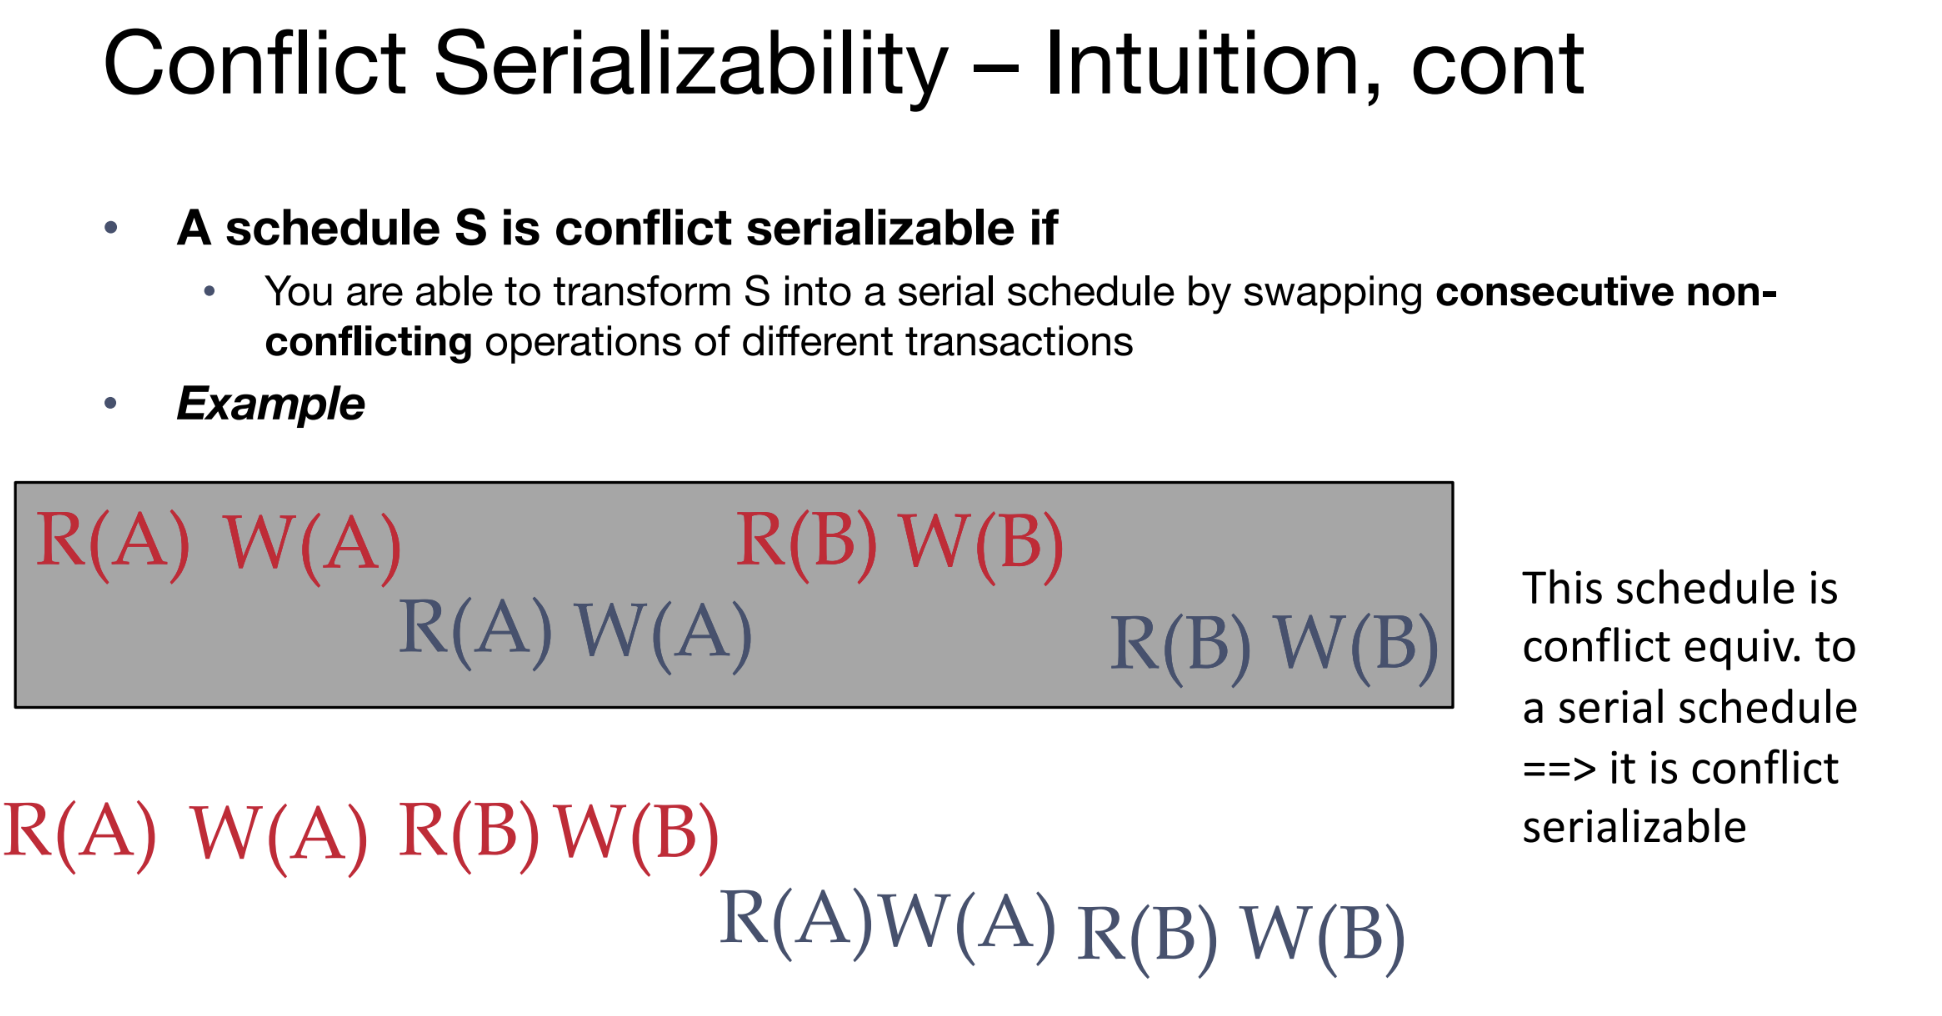 Conflict Serializability – Intuition, cont
• A schedule S is conflict serializable if
• You are able to transform S into a serial schedule by swapping consecutive non-
conflicting operations of different transactions
• Example
R(A) W(A) R(B) W(B)
R(A) W(A) R(B) W(B)
This schedule is
conflict equiv. to
a serial schedule
==> it is conflict
serializable
R(A) W(A) R(B) W(B)
R(A) W(A) R(B) W(B)